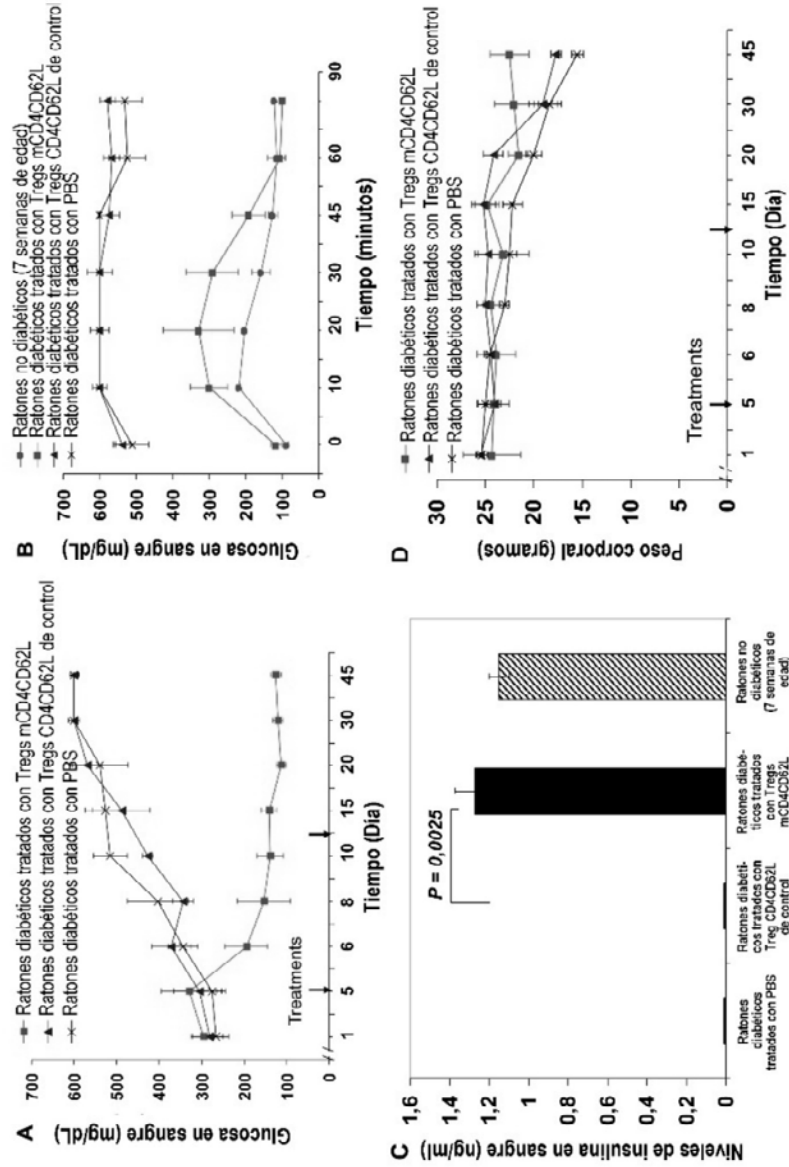 A
Glucosa en sangre (mg/dL)
700
600
500
400
300
200
100
0
Ratones diabéticos tratados con Tregs mCD4CD62L
Ratones diabéticos tratados con Tregs CD4CD62L de control
Ratones diabéticos tratados con PBS
Treatments
1
5
6
8
10
15
20
30
45
Tiempo (Día)
B
Glucosa en sangre (mg/dL)
700
600
500
400
300
200
100
0
Ratones no diabéticos (7 semanas de edad)
Ratones diabéticos tratados con Tregs mCD4CD62L
Ratones diabéticos tratados con Tregs CD4CD62L de control
Ratones diabéticos tratados con PBS
0
10
20
30
45
60
90
Tiempo (minutos)
C
Niveles de insulina en sangre (ng/ml)
1,6
1,4
1,2
1
0,8
0,6
0,4
0,2
0
P = 0,0025
Ratones
diabéticos
tratados con PBS
Ratones diabéti-
cos tratados con
Treg CD4CD62L
de control
Ratones diabé-
ticos tratados
con Tregs
mCD4CD62L
Ratones no
diabéticos
(7 semanas de
edad)
D
Peso corporal (gramos)
30
25
20
15
10
5
0
Ratones diabéticos tratados con Tregs mCD4CD62L
Ratones diabéticos tratados con Tregs CD4CD62L de control
Ratones diabéticos tratados con PBS
Treatments
1
5
6
8
10
15
20
30
45
Tiempo (Día)